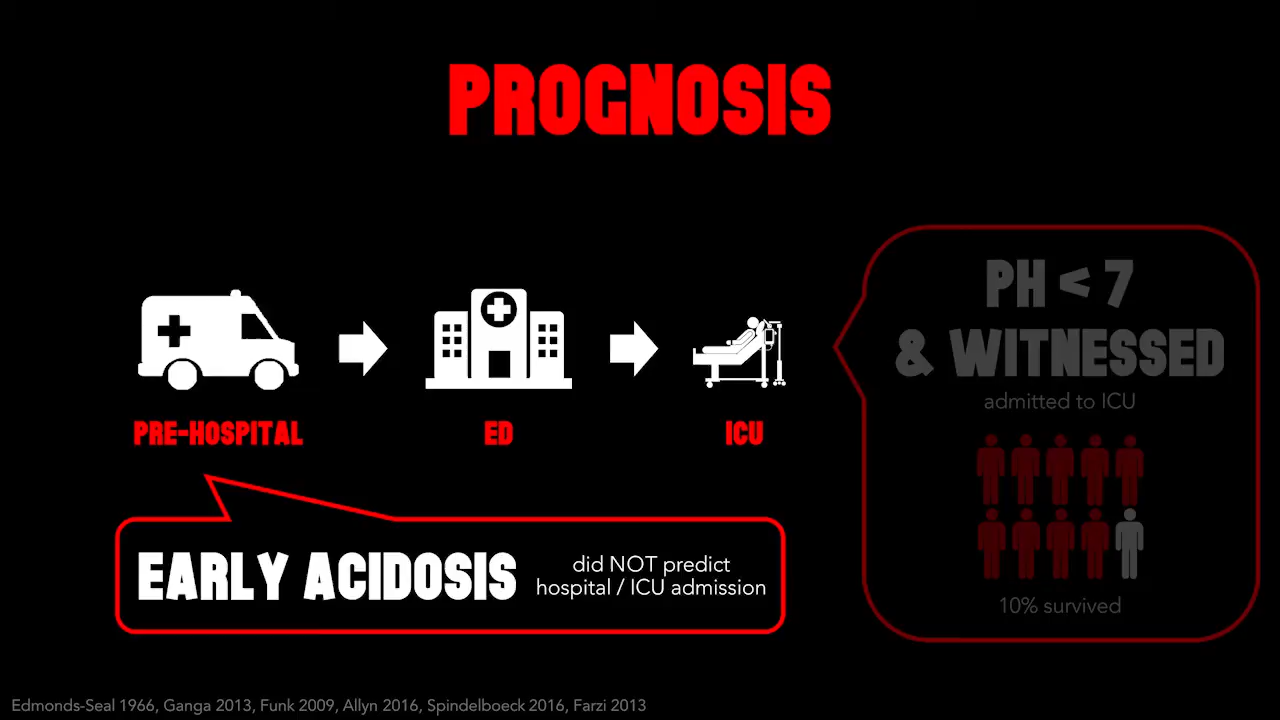 PROGNOSIS
PRE-HOSPITAL
ED
ICU
EARLY ACIDOSIS
did NOT predict
hospital / ICU admission
PH < 7
& WITNESSED
admitted to ICU
10% survived
Edmonds-Seal 1966, Ganga 2013, Funk 2009, Allyn 2016, Spindelboeck 2016, Farzi 2013